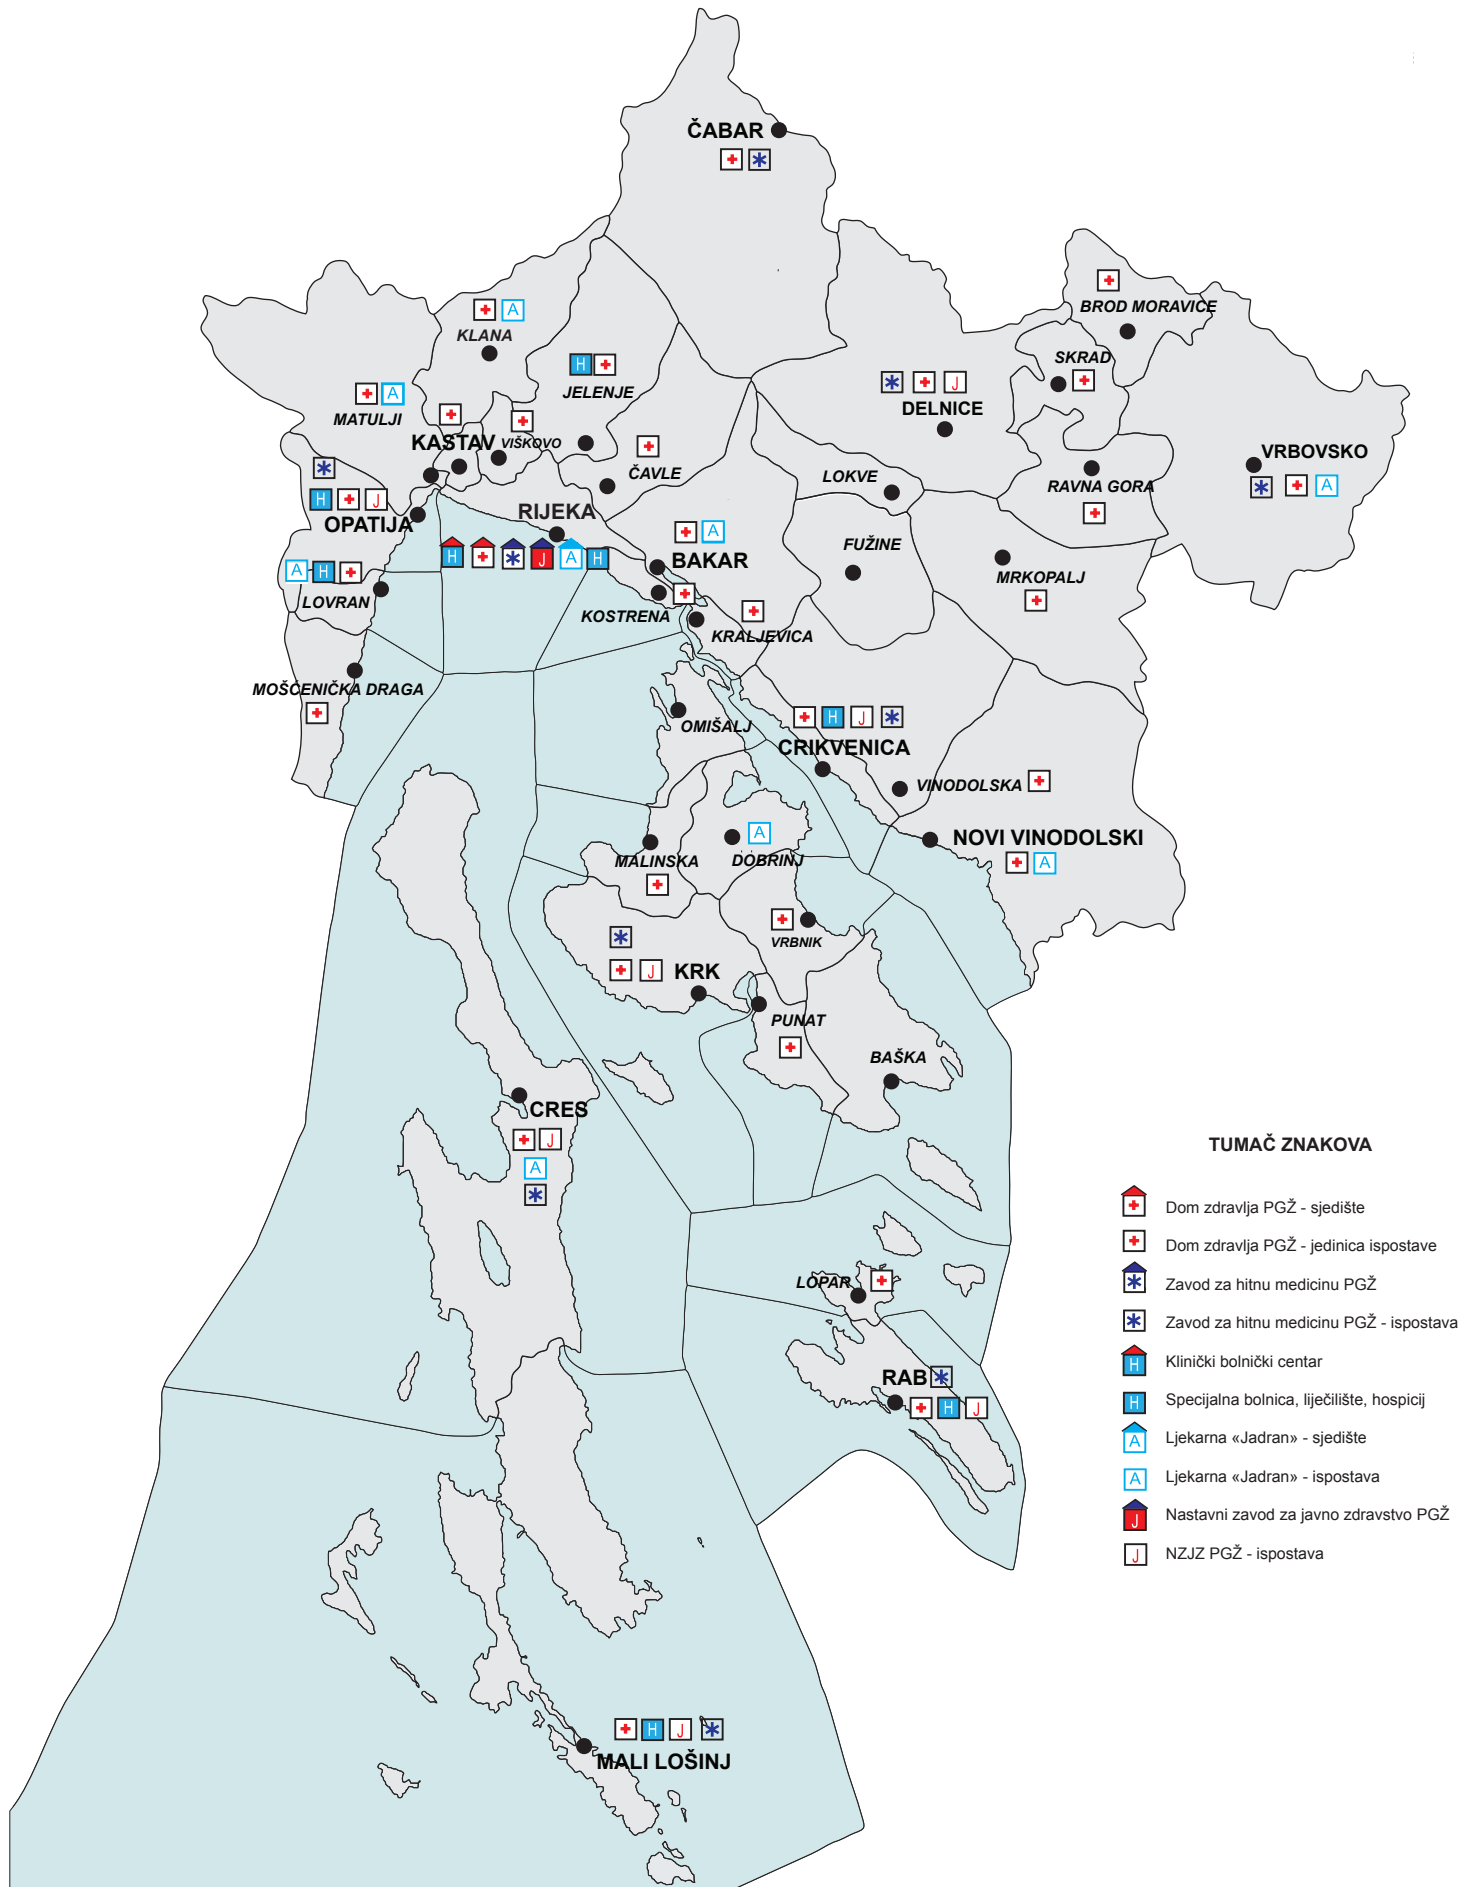 ČABAR
BROD MORAVICE
KLANA
A
SKRAD
H
JELENJE
J
DELNICE
A
MATULJI
KASTAV
VIŠKOVO
VRBOVSKO
A
ČAVLE
LOKVE
RAVNA GORA
H
J
OPATIJA
RIJEKA
H
J
A
H
A
BAKAR
FUŽINE
MRKOPALJ
A
H
LOVRAN
KOSTRENA
KRALJEVICA
MOŠĆENIČKA DRAGA
OMIŠALJ
H
J
CRIKVENICA
VINODOLSKA
NOVI VINODOLSKI
A
A
MALINSKA
DOBRINJ
VRBNIK
J
KRK
PUNAT
BAŠKA
CRES
J
A
LOPAR
RAB
H
J
H
J
MALI LOŠINJ
TUMAČ ZNAKOVA
Dom zdravlja PGŽ - sjedište
Dom zdravlja PGŽ - jedinica ispostave
Zavod za hitnu medicinu PGŽ
Zavod za hitnu medicinu PGŽ - ispostava
H Klinički bolnički centar
H Specijalna bolnica, liječilište, hospicij
A Ljekarna «Jadran» - sjedište
A Ljekarna «Jadran» - ispostava
J Nastavni zavod za javno zdravstvo PGŽ
J NZJZ PGŽ - ispostava